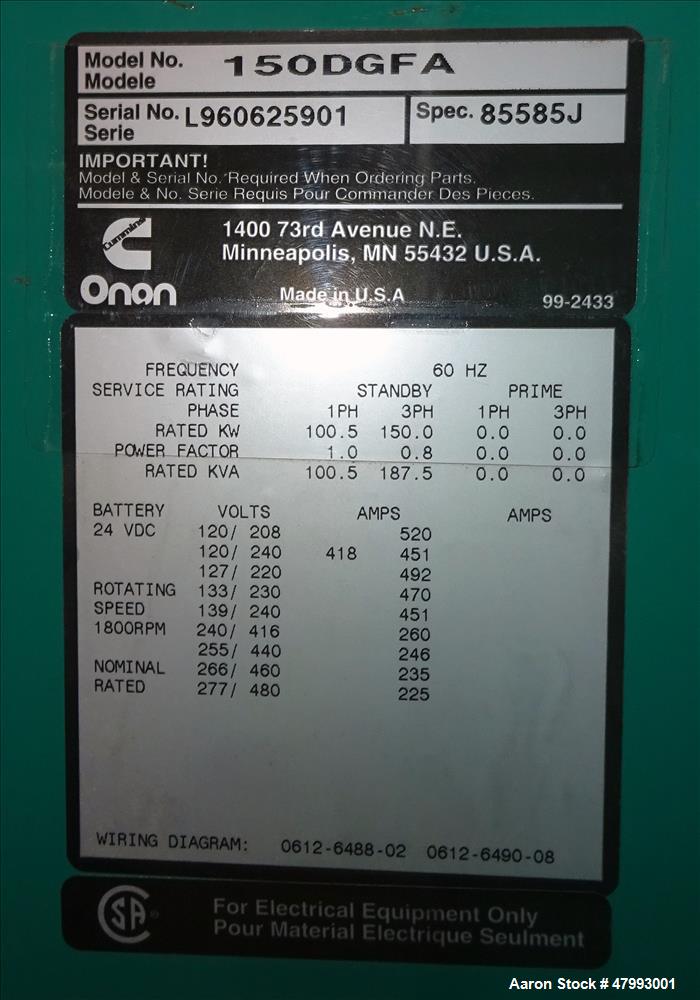 Model No. 150DGFA
Modele
Serial No. L960625901 Spec. 85585J
Serie
IMPORTANT!
Model & Serial No. Required When Ordering Parts.
Modele & No. Serie Requis Pour Commander Des Pieces.
Cummins
1400 73rd Avenue N.E.
Minneapolis, MN 55432 U.S.A.
Onan
Made in U.S.A
99-2433
FREQUENCY 60 HZ
SERVICE RATING STANDBY PRIME
PHASE 1PH 3PH 1PH 3PH
RATED KW 100.5 150.0 0.0 0.0
POWER FACTOR 1.0 0.8 0.0 0.0
RATED KVA 100.5 187.5 0.0 0.0
BATTERY VOLTS AMPS AMPS
24 VDC 120/ 208 520
120/ 240 418 451
127/ 220 492
ROTATING 133/ 230 470
SPEED 139/ 240 451
1800RPM 240/ 416 260
255/ 440 246
NOMINAL 266/ 460 235
RATED 277/ 480 225
WIRING DIAGRAM: 0612-6488-02 0612-6490-08
SA ®
For Electrical Equipment Only
Pour Material Electrique Seulment
Aaron Stock # 47993001